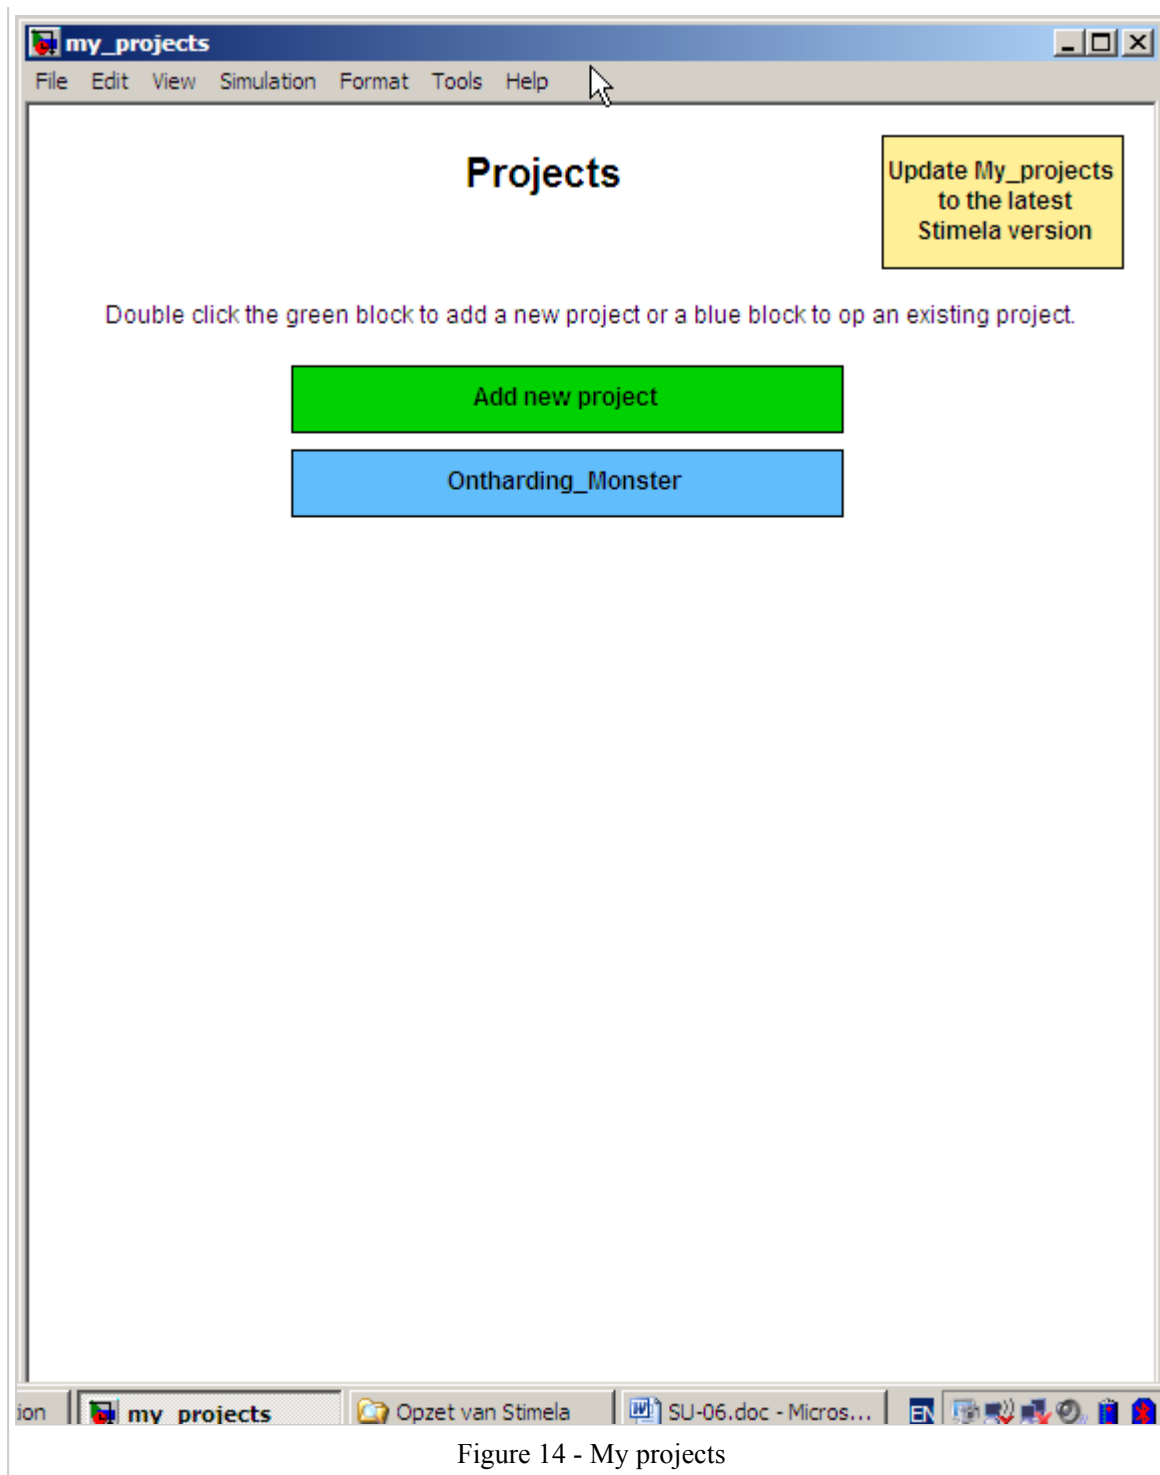 my_projects
File Edit View Simulation Format Tools Help
Projects
Update My_projects
to the latest
Stimela version
Double click the green block to add a new project or a blue block to op an existing project.
Add new project
Ontharding_Monster
ion my_projects Opzet van Stimela SU-06.doc - Micros... EN
Figure 14 - My projects